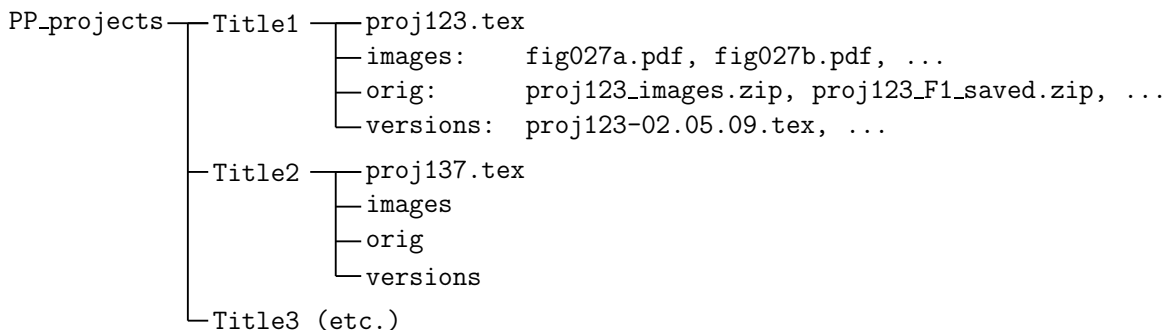 PP_projects Title1 proj123.tex
images: fig027a.pdf, fig027b.pdf, ...
orig: proj123_images.zip, proj123_F1_saved.zip, ...
versions: proj123-02.05.09.tex, ...
Title2 proj137.tex
images
orig
versions
Title3 (etc.)